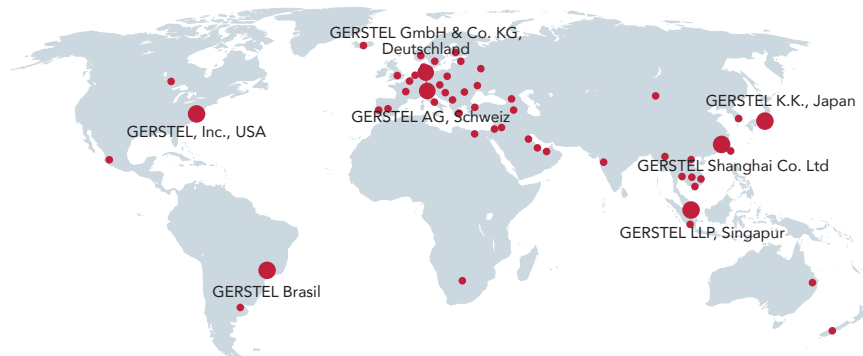 GERSTEL GmbH & Co. KG,
Deutschland
GERSTEL K.K., Japan
GERSTEL AG, Schweiz
GERSTEL, Inc., USA
GERSTEL Shanghai Co. Ltd
GERSTEL LLP, Singapur
GERSTEL Brasil